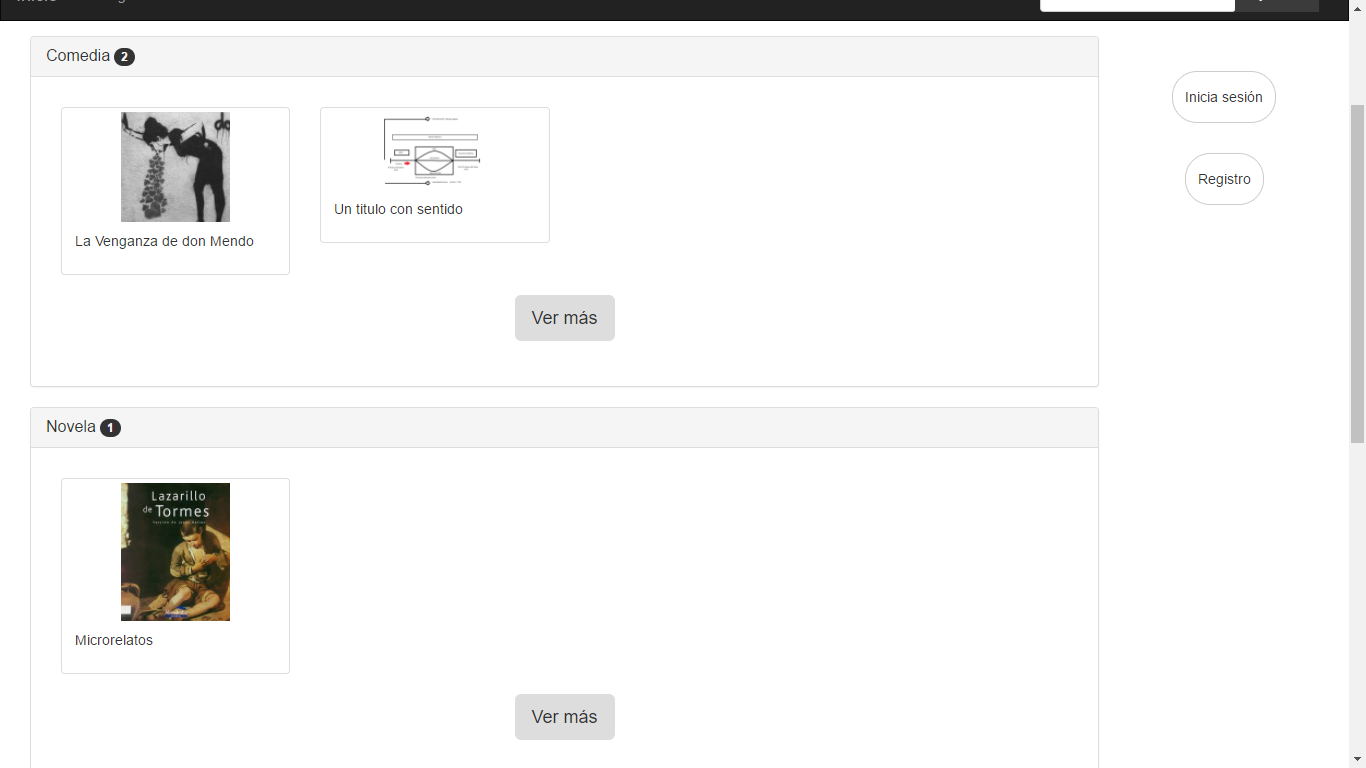 Comedia 2
Inicia sesión
Registro
La Venganza de don Mendo
Un titulo con sentido
Ver más
Novela 1
Lazarillo
de Tormes
Microrelatos
Ver más